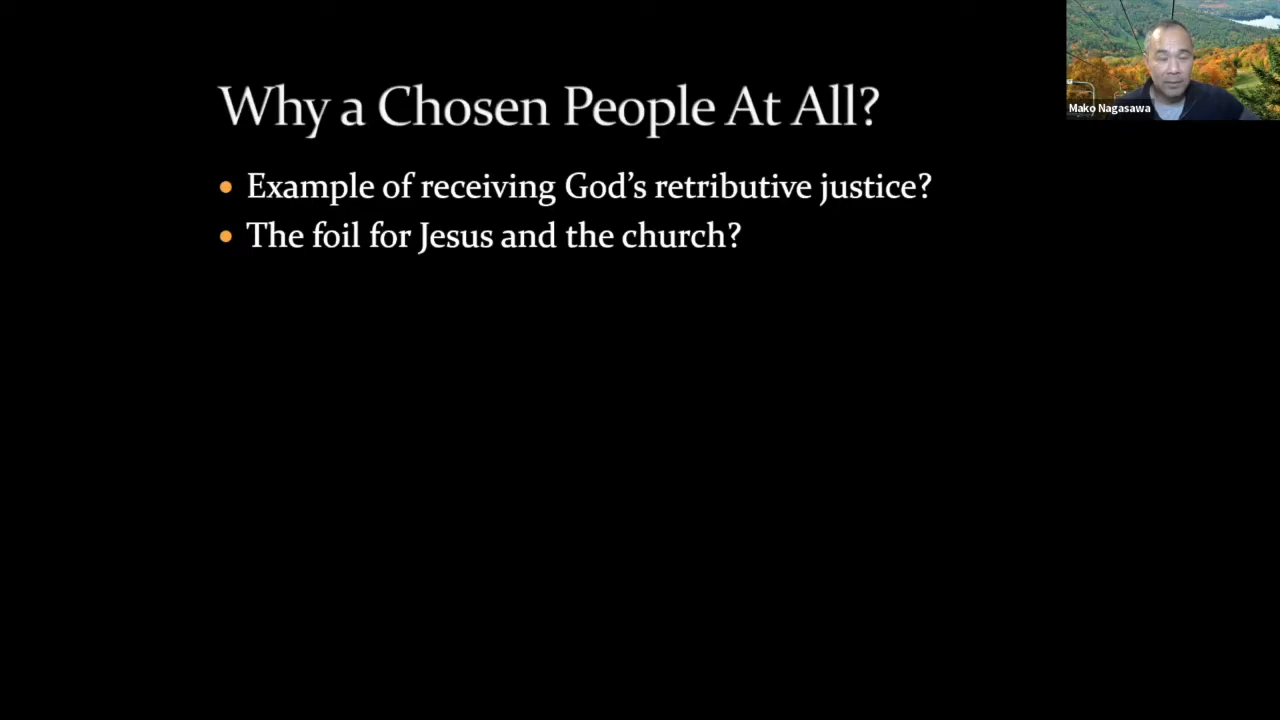 Why a Chosen People At All?
Example of receiving God's retributive justice?
The foil for Jesus and the church?
Mako Nagasawa